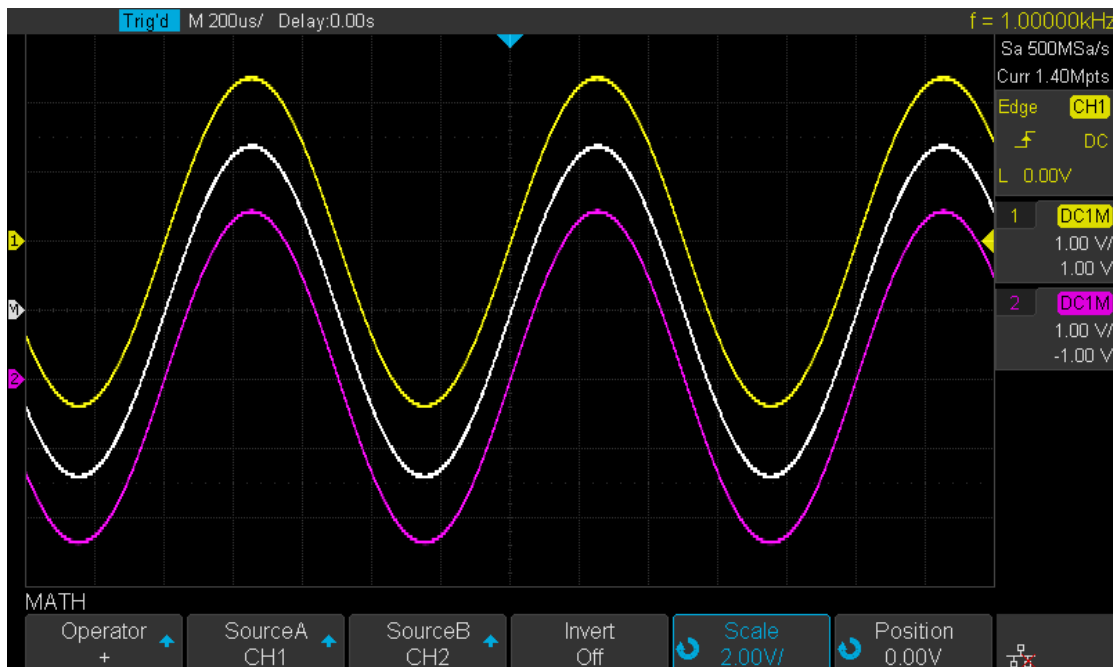 Trig'd M 200us/ Delay:0.00s f = 1.00000kHz
Sa 500MSa/s
Curr 1.40Mpts
Edge CH1
DC
L 0.00V
1 DC1M
1.00 V/
1.00 V
2 DC1M
1.00 V/
-1.00 V
1
M
2
MATH
Operator SourceA SourceB Invert Scale Position
+ CH1 CH2 Off 2.00V/ 0.00V